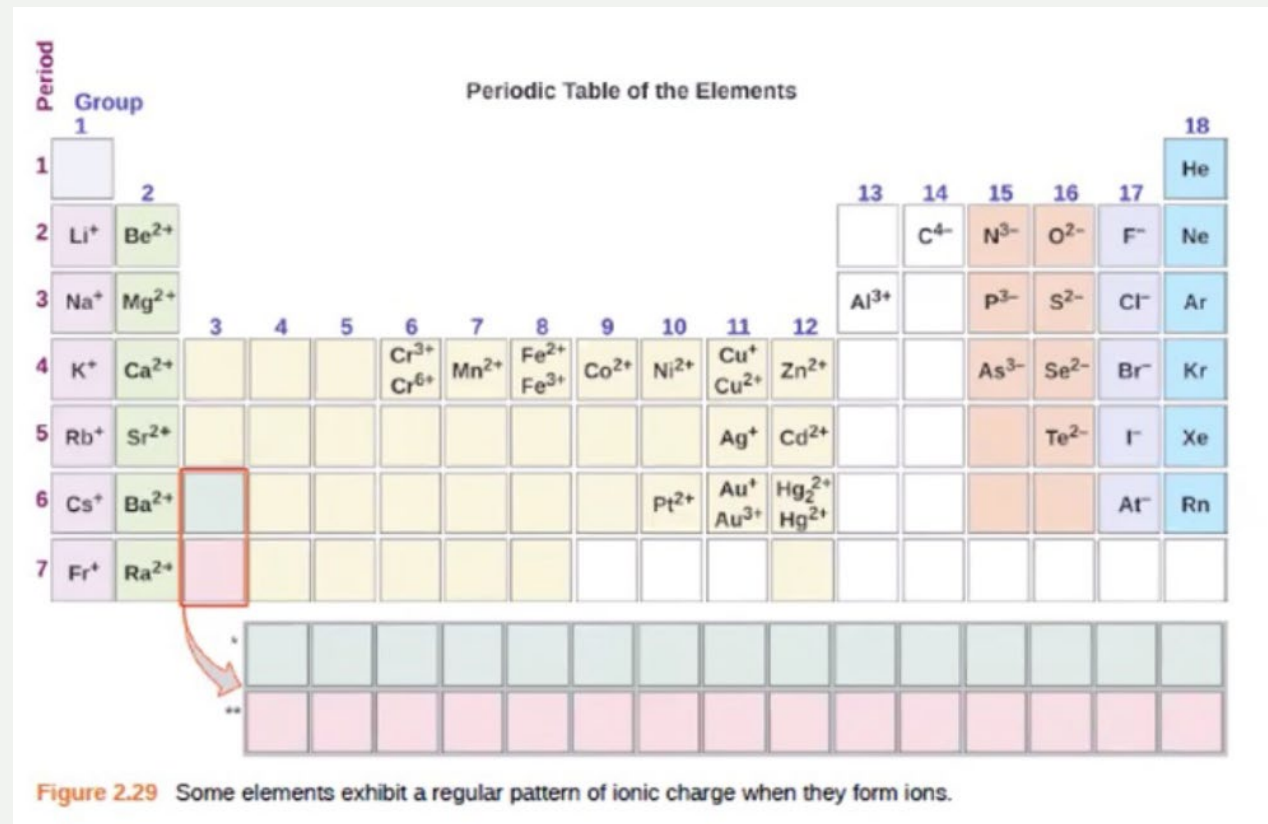 Periodic Table of the Elements
Period
Group
1 18
1 He
2 13 14 15 16 17
2 Li⁺ Be²⁺ C⁴⁻ N³⁻ O²⁻ F⁻ Ne
3 Na⁺ Mg²⁺ Al³⁺ P³⁻ S²⁻ Cl⁻ Ar
3 4 5 6 7 8 9 10 11 12
4 K⁺ Ca²⁺ Cr³⁺ Cr⁶⁺ Mn²⁺ Fe²⁺ Fe³⁺ Co²⁺ Ni²⁺ Cu⁺ Cu²⁺ Zn²⁺ As³⁻ Se²⁻ Br⁻ Kr
5 Rb⁺ Sr²⁺ Ag⁺ Cd²⁺ Te²⁻ I⁻ Xe
6 Cs⁺ Ba²⁺ Pt²⁺ Au⁺ Au³⁺ Hg₂²⁺ Hg²⁺ At⁻ Rn
7 Fr⁺ Ra²⁺
*
**
Figure 2.29 Some elements exhibit a regular pattern of ionic charge when they form ions.